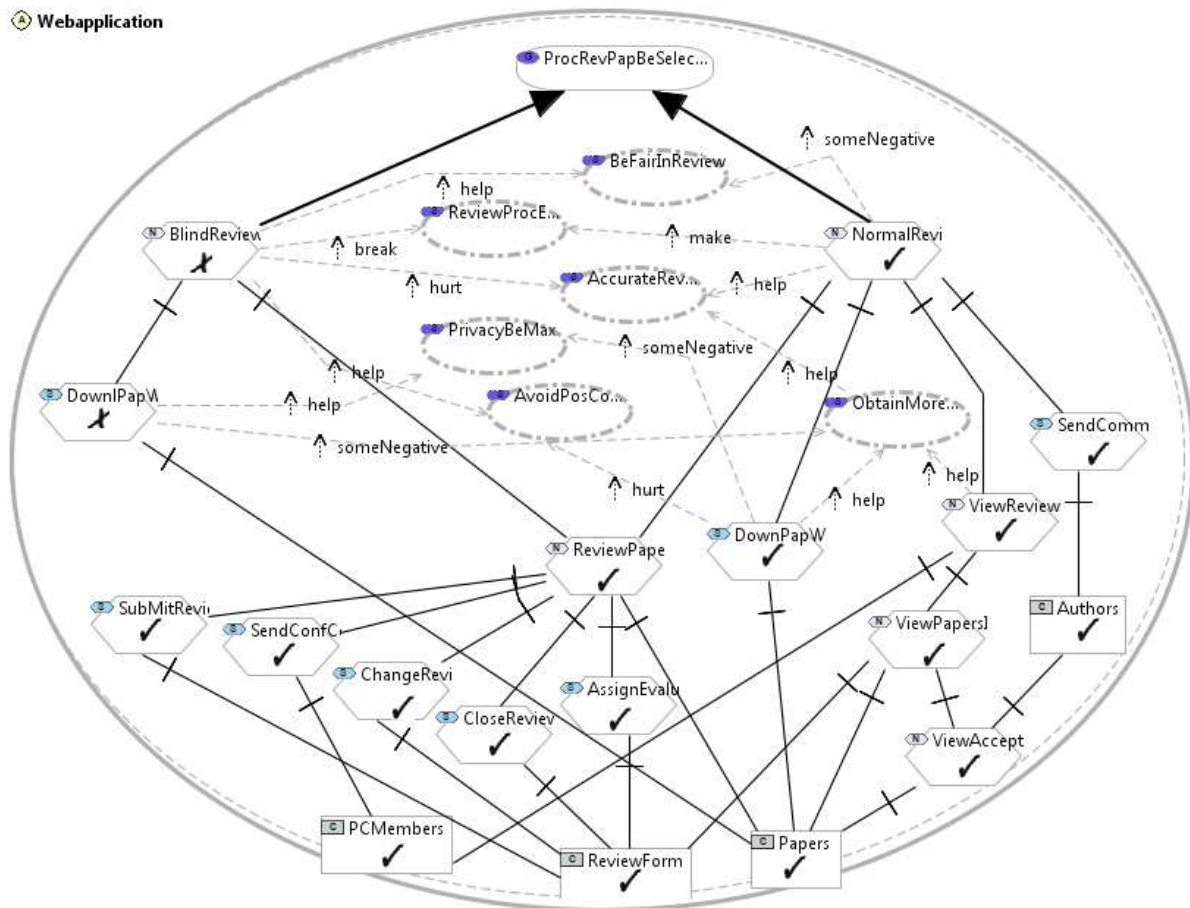 A Webapplication
G ProcRevPapBeSelec...
someNegative
S BeFairInReview
help
S ReviewProcE...
N BlindReview
break
make
N NormalRevi
S AccurateRev...
hurt
help
S PrivacyBeMax
someNegative
help
help
S DownlPapW
help
S AvoidPosCo...
S ObtainMore...
S SendComm
someNegative
hurt
help
help
N ViewReview
N ReviewPape
S DownPapW
S SubMitRevi
S SendConfC
N ViewPapersI
C Authors
S ChangeRevi
S AssignEvalu
S CloseReview
N ViewAccept
C PCMembers
C ReviewForm
C Papers